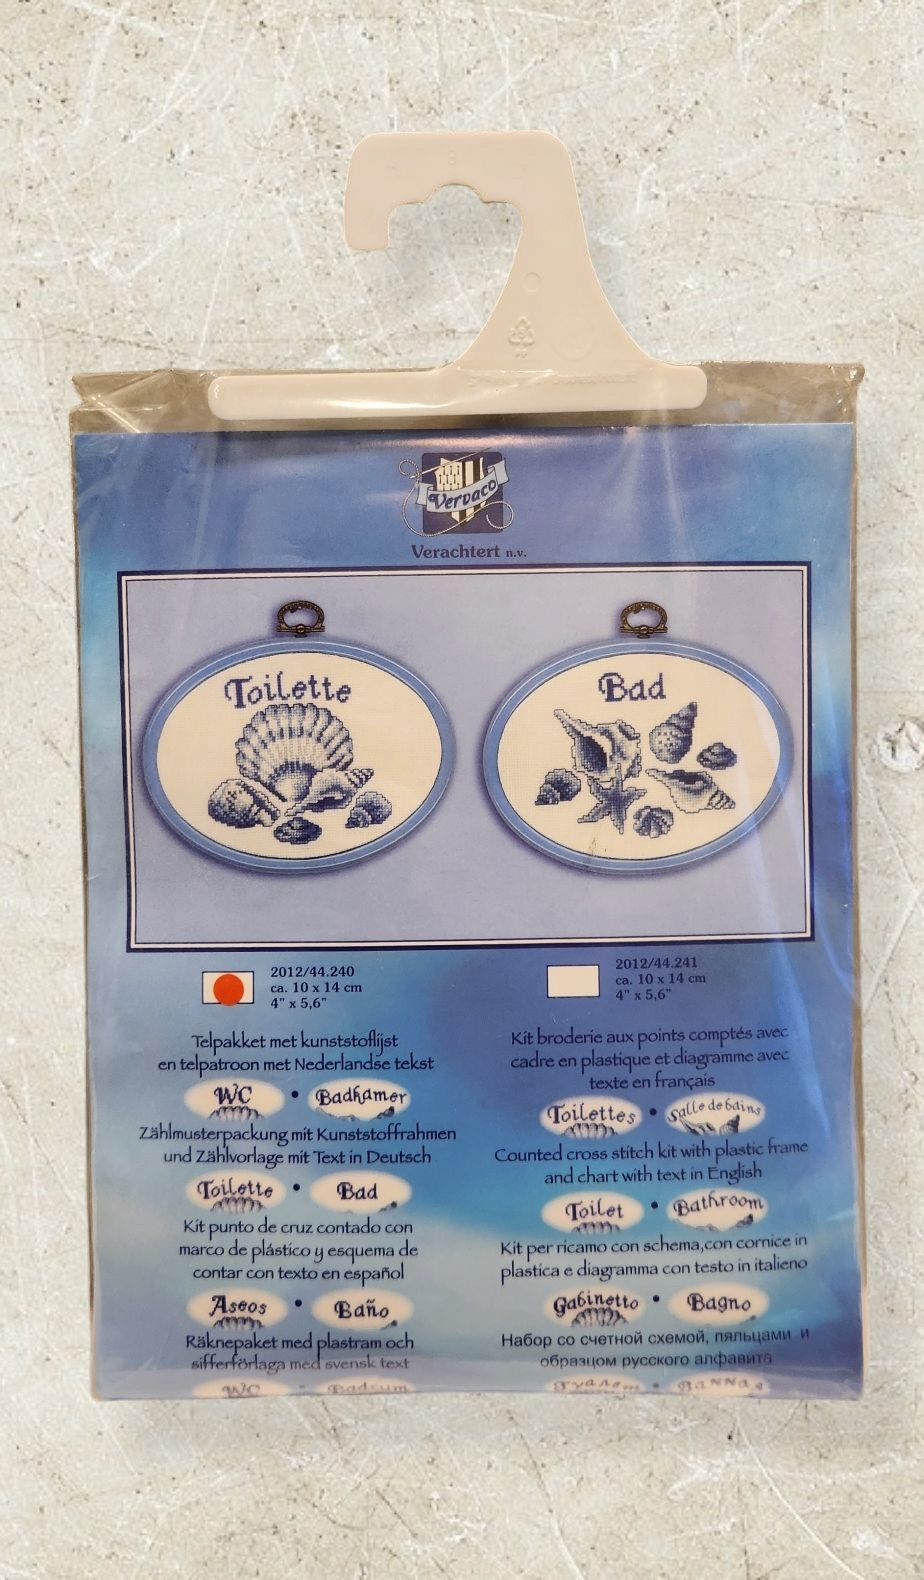 Vervaco
Verachtert n.v.
Toilette
Bad
2012/44.240
ca. 10 x 14 cm
4" x 5,6"
2012/44.241
ca. 10 x 14 cm
4" x 5,6"
Telpakket met kunststoflijst
en telpatroon met Nederlandse tekst
WC • Badkamer
Zählmusterpackung mit Kunststoffrahmen
und Zählvorlage mit Text in Deutsch
Toilette • Bad
Kit punto de cruz contado con
marco de plástico y esquema de
contar con texto en español
Aseos • Baño
Räknepaket med plastram och
sifferförlaga med svensk text
WC • Badrum
Kit broderie aux points comptés avec
cadre en plastique et diagramme avec
texte en français
Toilettes • Salle de bains
Counted cross stitch kit with plastic frame
and chart with text in English
Toilet • Bathroom
Kit per ricamo con schema,con cornice in
plastica e diagramma con testo in italieno
Gabinetto • Bagno
Набор со счетной схемой, пяльцами и
образцом русского алфавита
Туалет • Ванная